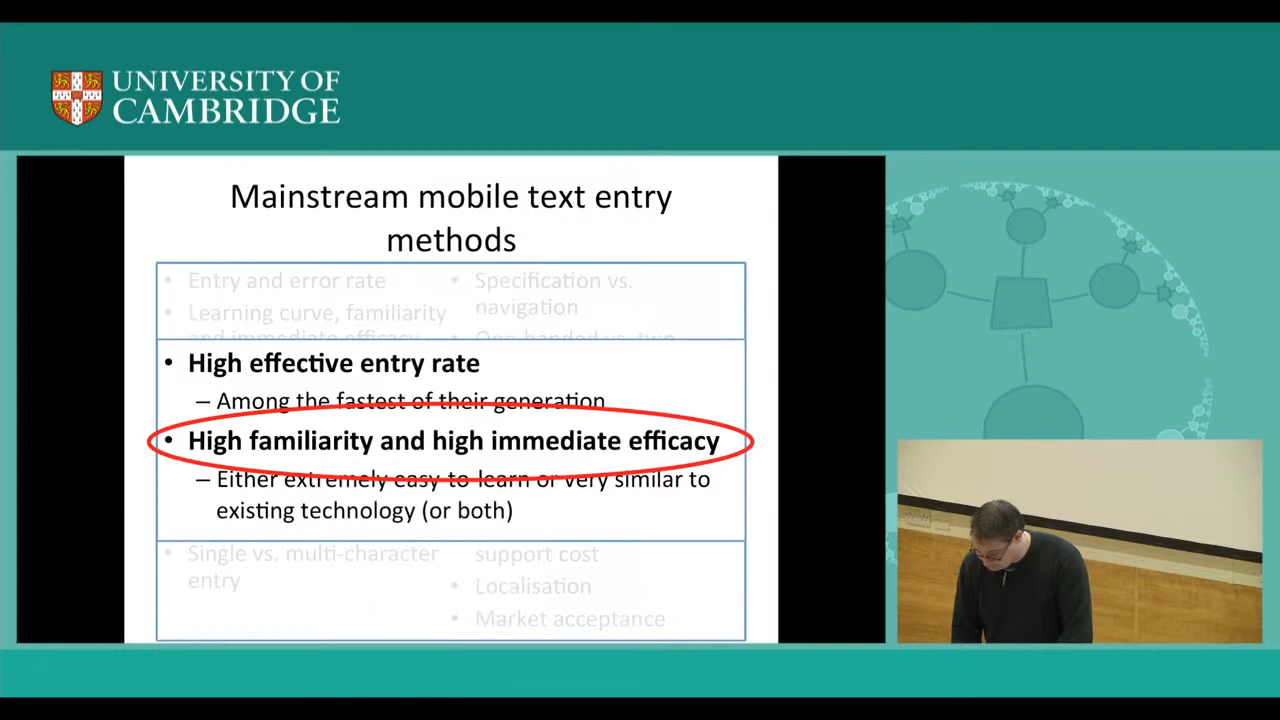 UNIVERSITY OF
CAMBRIDGE
Mainstream mobile text entry
methods
• Entry and error rate
• Learning curve, familiarity
and immediate efficacy
• Specification vs.
navigation
• One-handed vs. two
• High effective entry rate
– Among the fastest of their generation
• High familiarity and high immediate efficacy
– Either extremely easy to learn or very similar to
existing technology (or both)
• Single vs. multi-character
entry
support cost
• Localisation
• Market acceptance